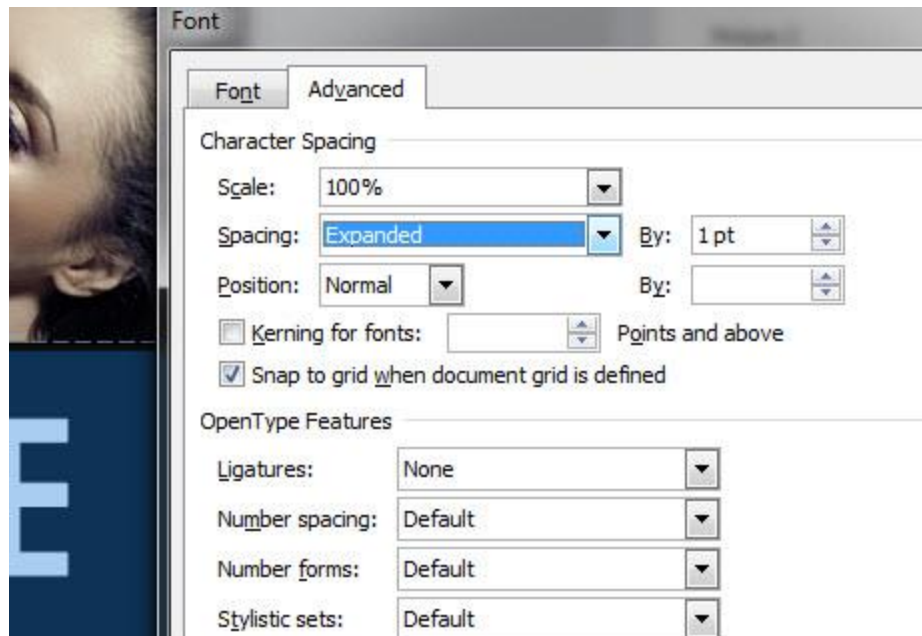 Font
Font Advanced
Character Spacing
Scale: 100%
Spacing: Expanded By: 1 pt
Position: Normal By:
Kerning for fonts: Points and above
Snap to grid when document grid is defined
OpenType Features
Ligatures: None
Number spacing: Default
Number forms: Default
Stylistic sets: Default
E